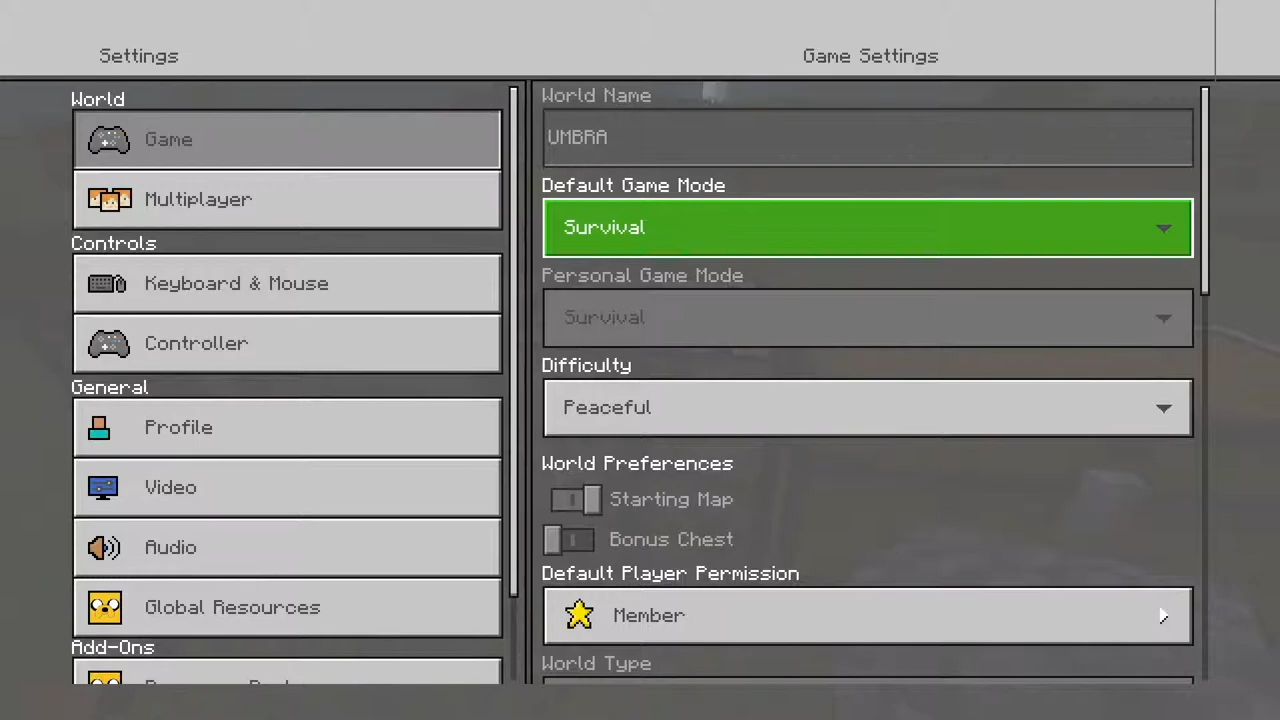 Settings
Game Settings
World
Game
Multiplayer
Controls
Keyboard & Mouse
Controller
General
Profile
Video
Audio
Global Resources
Add-Ons
World Name
UMBRA
Default Game Mode
Survival
Personal Game Mode
Survival
Difficulty
Peaceful
World Preferences
Starting Map
Bonus Chest
Default Player Permission
Member
World Type